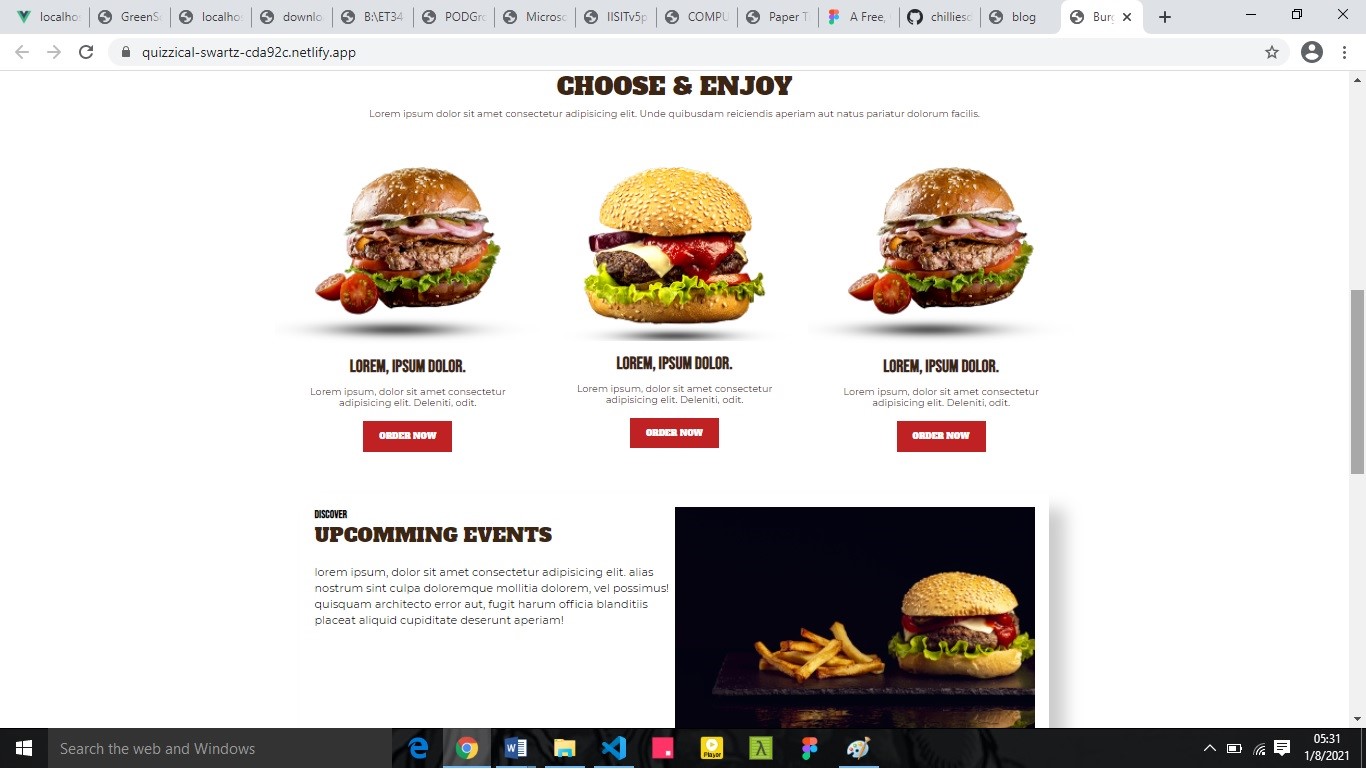 localhos
GreenSc
localhos
downloa
B:\ET34
PODGro
Microso
IISITv5p
COMPU
Paper T
A Free,
chilliesc
blog
Burg
quizzical-swartz-cda92c.netlify.app
CHOOSE & ENJOY
Lorem ipsum dolor sit amet consectetur adipisicing elit. Unde quibusdam reiciendis aperiam aut natus pariatur dolorum facilis.
LOREM, IPSUM DOLOR.
Lorem ipsum, dolor sit amet consectetur
adipisicing elit. Deleniti, odit.
ORDER NOW
LOREM, IPSUM DOLOR.
Lorem ipsum, dolor sit amet consectetur
adipisicing elit. Deleniti, odit.
ORDER NOW
LOREM, IPSUM DOLOR.
Lorem ipsum, dolor sit amet consectetur
adipisicing elit. Deleniti, odit.
ORDER NOW
DISCOVER
UPCOMMING EVENTS
lorem ipsum, dolor sit amet consectetur adipisicing elit. alias
nostrum sint culpa doloremque mollitia dolorem, vel possimus!
quisquam architecto error aut, fugit harum officia blanditiis
placeat aliquid cupiditate deserunt aperiam!
Search the web and Windows
Player
05:31
1/8/2021